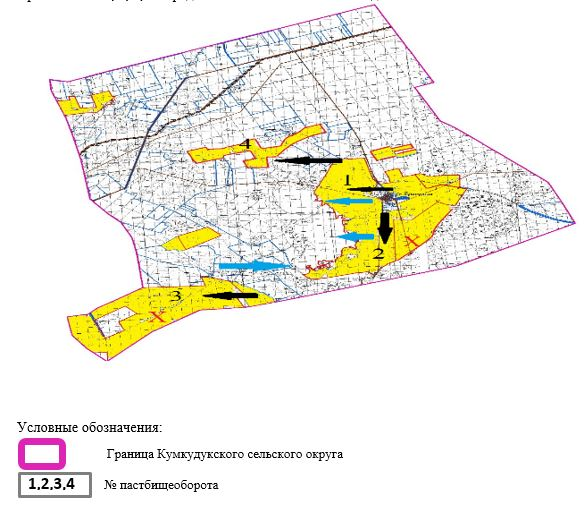 4
1
2
X
3
X
Условные обозначения:
Граница Кумкудукского сельского округа
1,2,3,4
№ пастбищеоборота